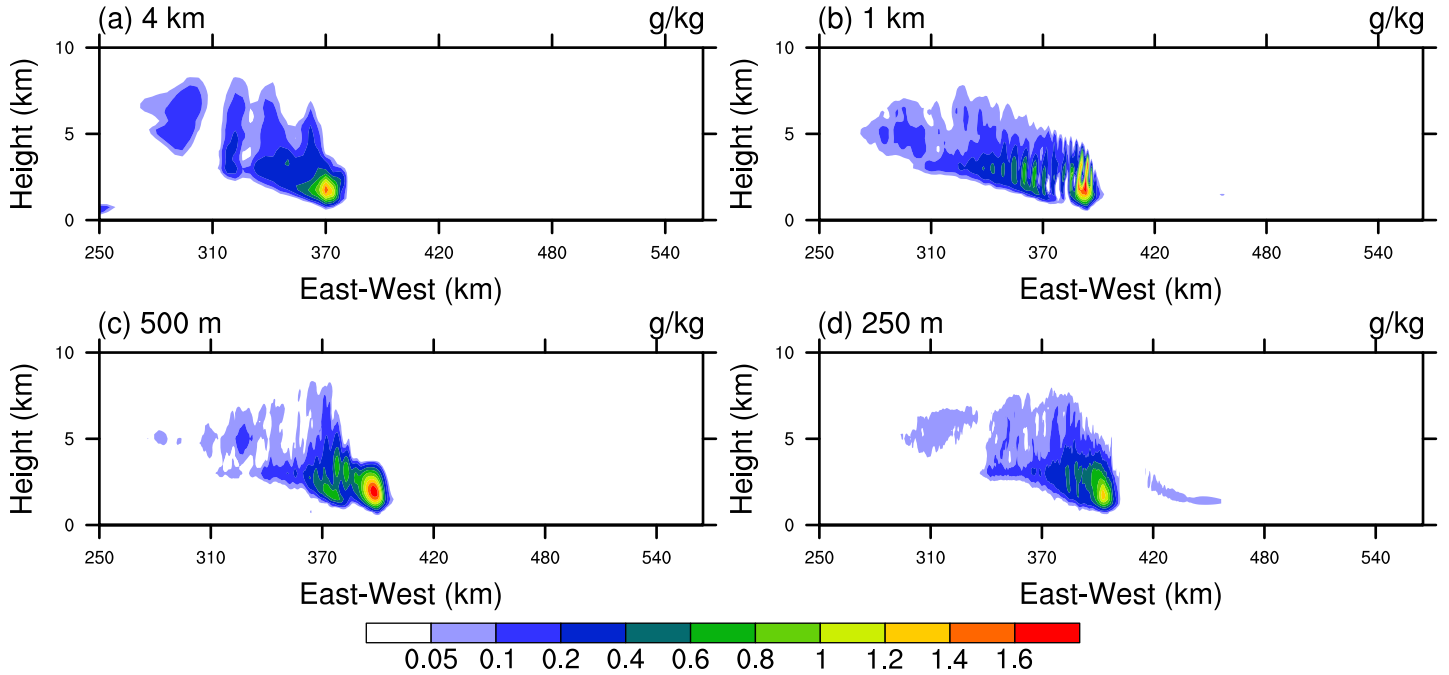 (a) 4 km g/kg
10
5
0
Height (km)
250 310 370 420 480 540
East-West (km)
(b) 1 km g/kg
10
5
0
Height (km)
250 310 370 420 480 540
East-West (km)
(c) 500 m g/kg
10
5
0
Height (km)
250 310 370 420 480 540
East-West (km)
(d) 250 m g/kg
10
5
0
Height (km)
250 310 370 420 480 540
East-West (km)
0.05 0.1 0.2 0.4 0.6 0.8 1 1.2 1.4 1.6